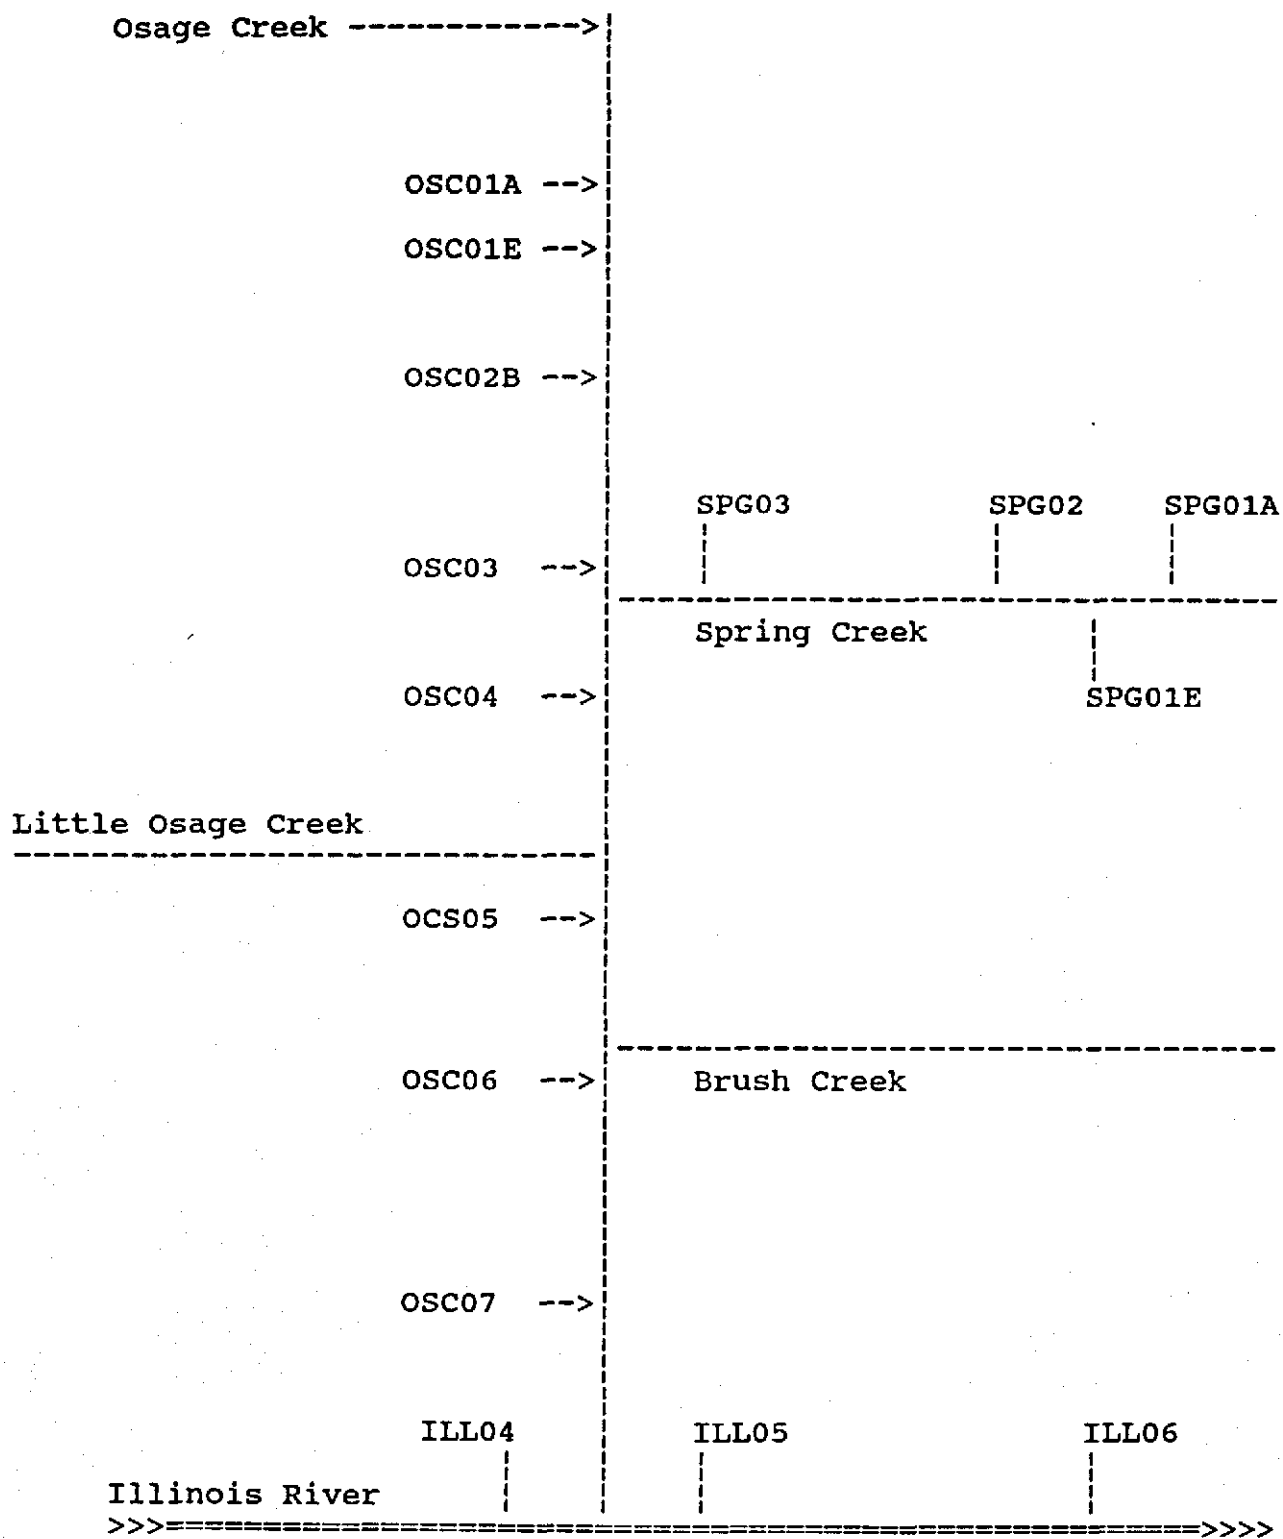 Osage Creek ------------->
OSC01A -->
OSC01E -->
OSC02B -->
SPG03 SPG02 SPG01A
OSC03 -->
Spring Creek
OSC04 --> SPG01E
Little Osage Creek
OCS05 -->
OSC06 --> Brush Creek
OSC07 -->
ILL04 ILL05 ILL06
Illinois River
>>>==================================================>>>>